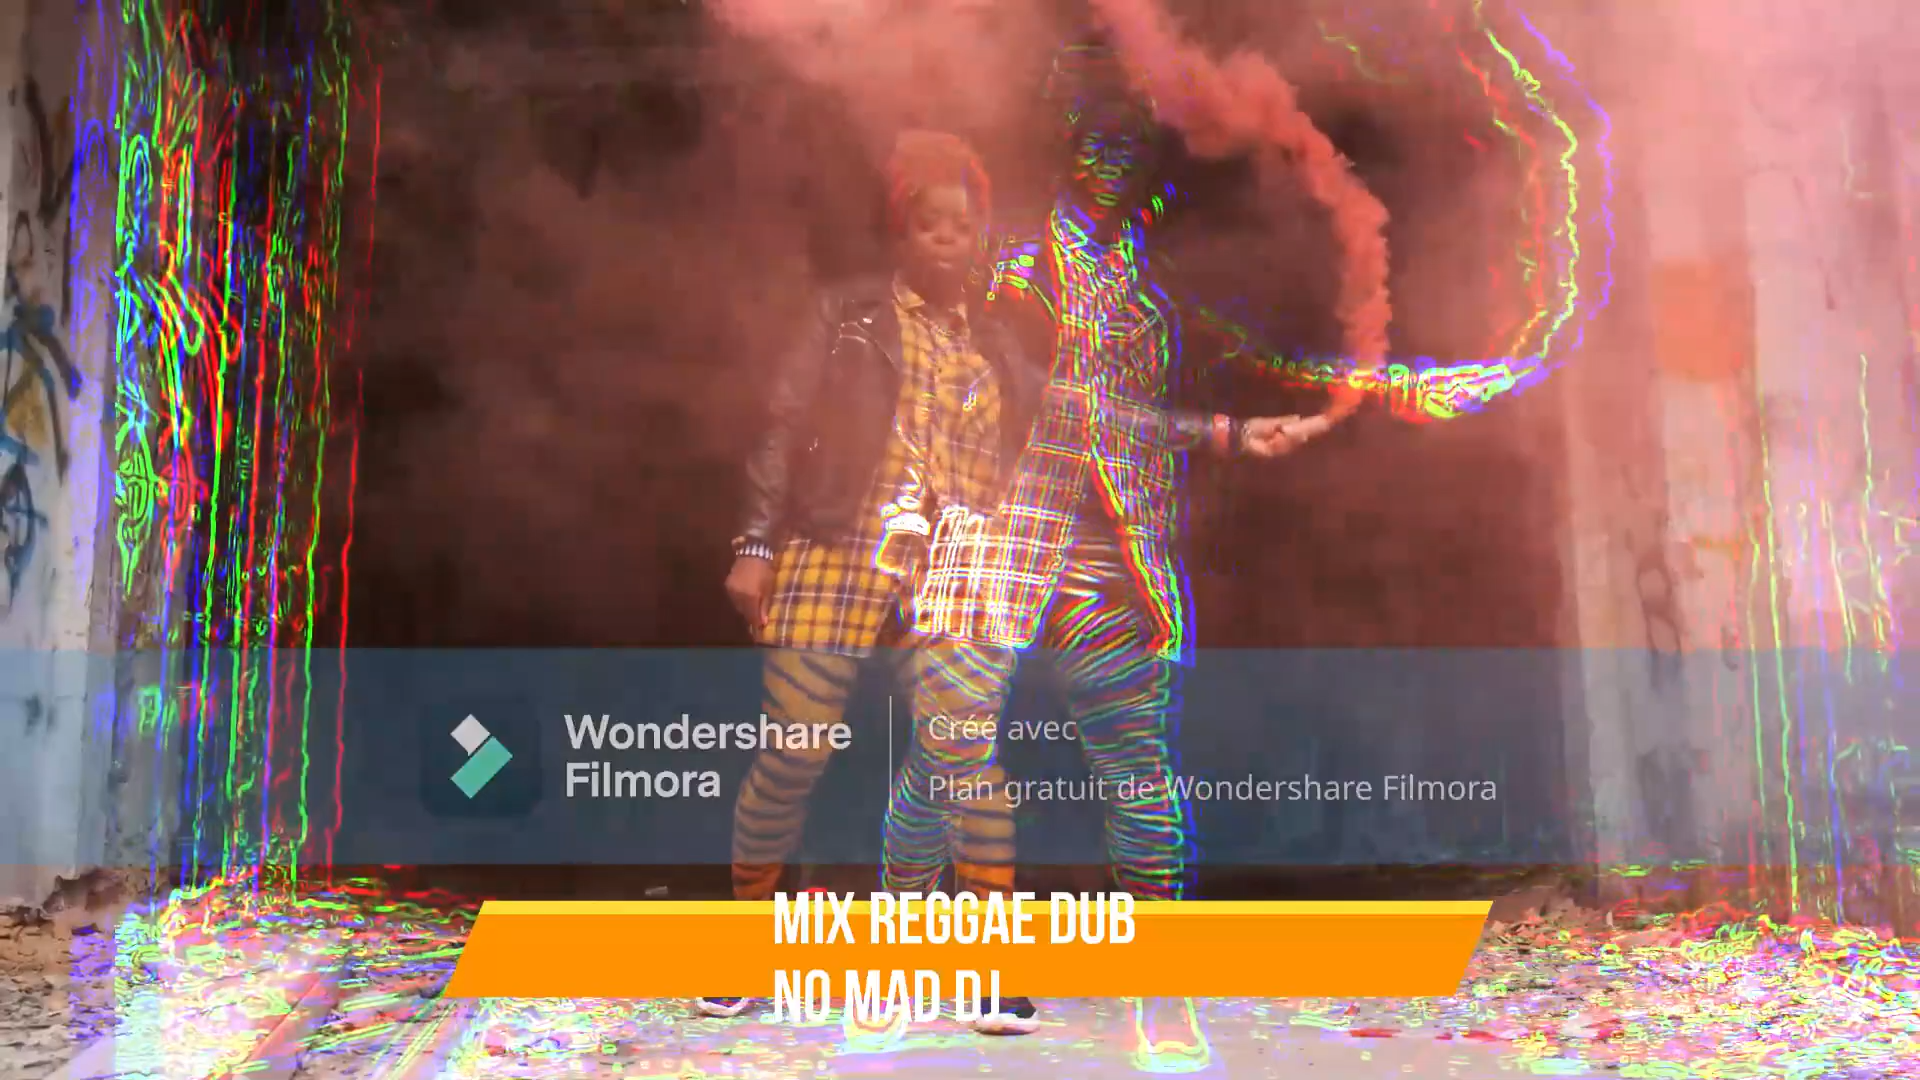 Wondershare
Filmora
Créé avec
Plan gratuit de Wondershare Filmora
MIX REGGAE DUB
NO MAD DJ